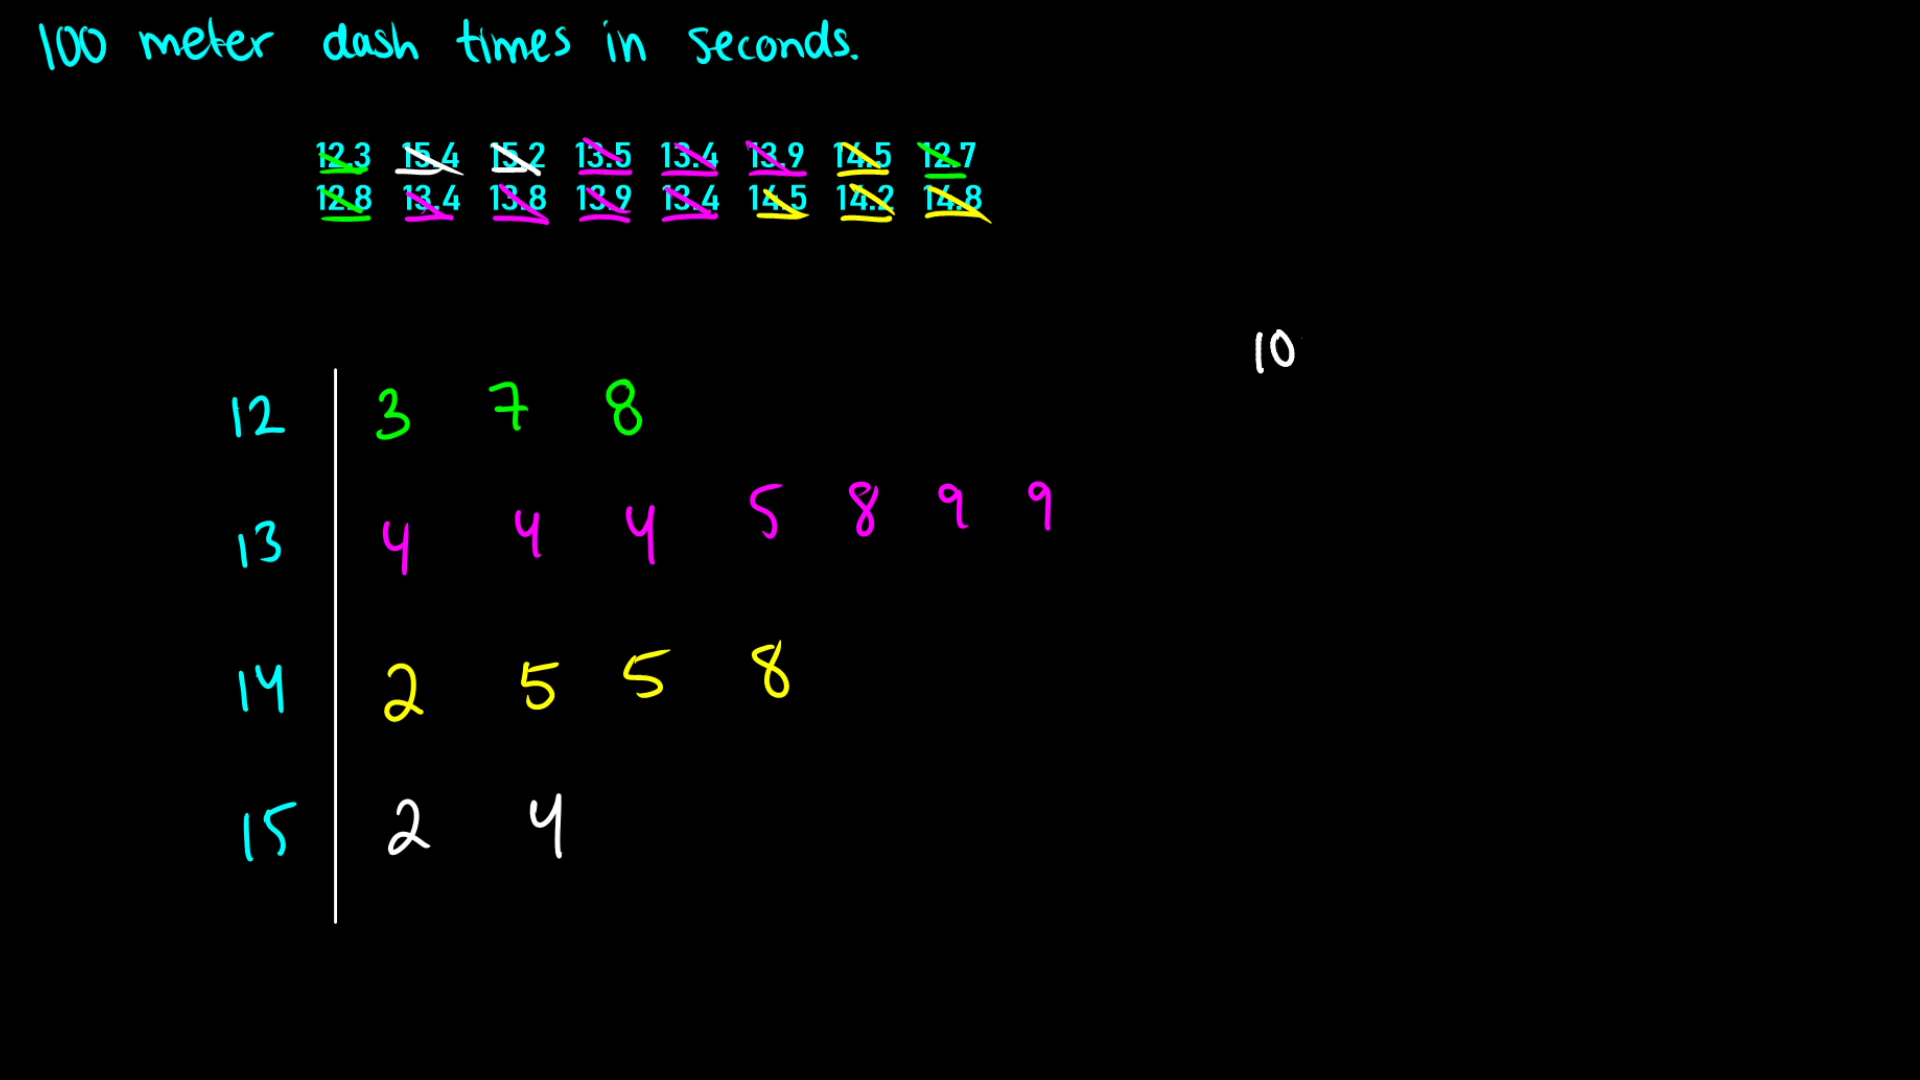 100 meter dash times in seconds.
12.3 15.4 15.2 13.5 13.4 13.9 14.5 12.7
12.8 13.4 13.8 13.9 13.4 14.5 14.2 14.8
10
12 3 7 8
13 4 4 4 5 8 9 9
14 2 5 5 8
15 2 4